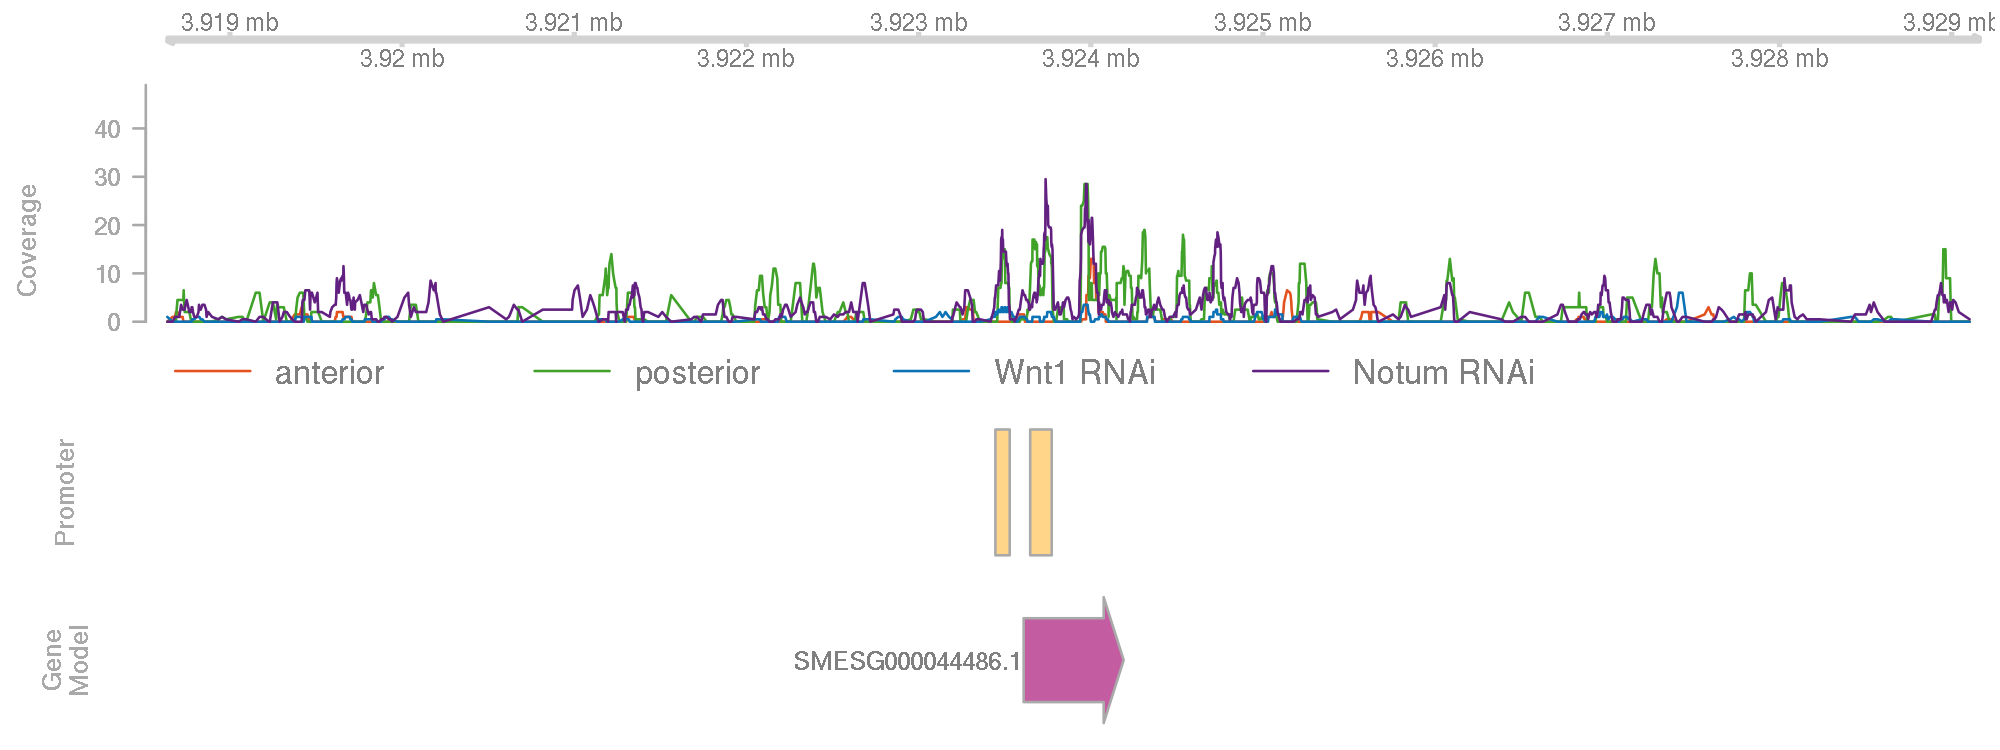 3.919 mb 3.921 mb 3.923 mb 3.925 mb 3.927 mb 3.929 mb
3.92 mb 3.922 mb 3.924 mb 3.926 mb 3.928 mb
Coverage
40
30
20
10
0
anterior posterior Wnt1 RNAi Notum RNAi
Promoter
Gene
Model
SMESG000044486.1